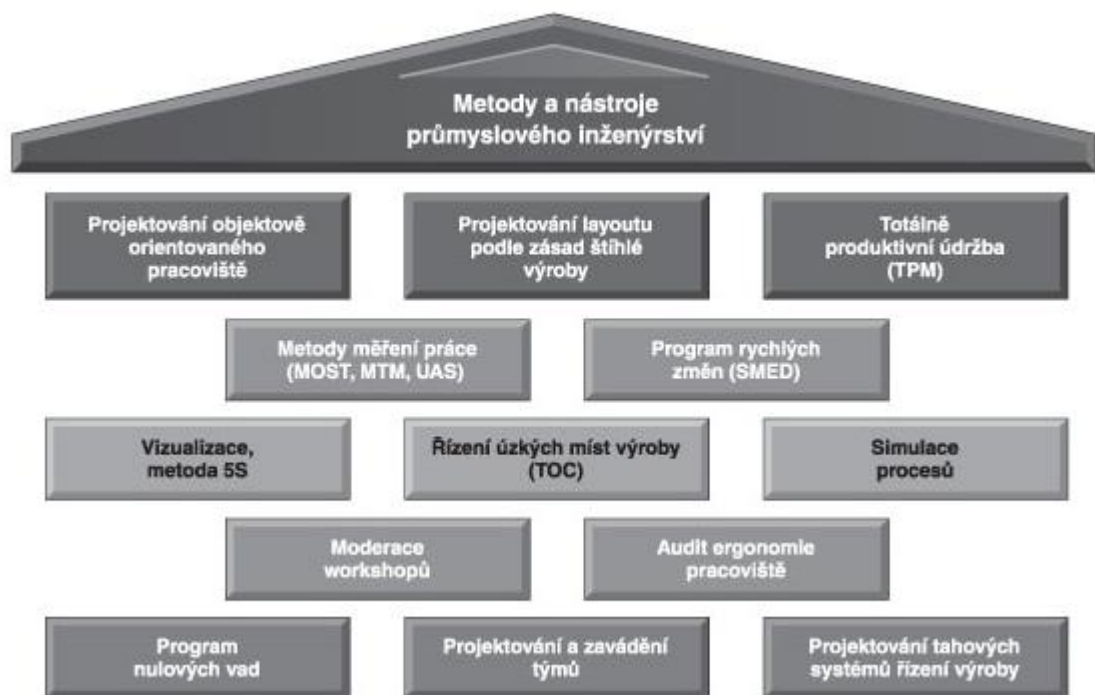 Metody a nástroje
průmyslového inženýrství
Projektování objektově
orientovaného
pracoviště
Projektování layoutu
podle zásad štíhlé
výroby
Totálně
produktivní údržba
(TPM)
Metody měření práce
(MOST, MTM, UAS)
Program rychlých
změn (SMED)
Vizualizace,
metoda 5S
Řízení úzkých míst výroby
(TOC)
Simulace
procesů
Moderace
workshopů
Audit ergonomie
pracoviště
Program
nulových vad
Projektování a zavádění
týmů
Projektování tahových
systémů řízení výroby